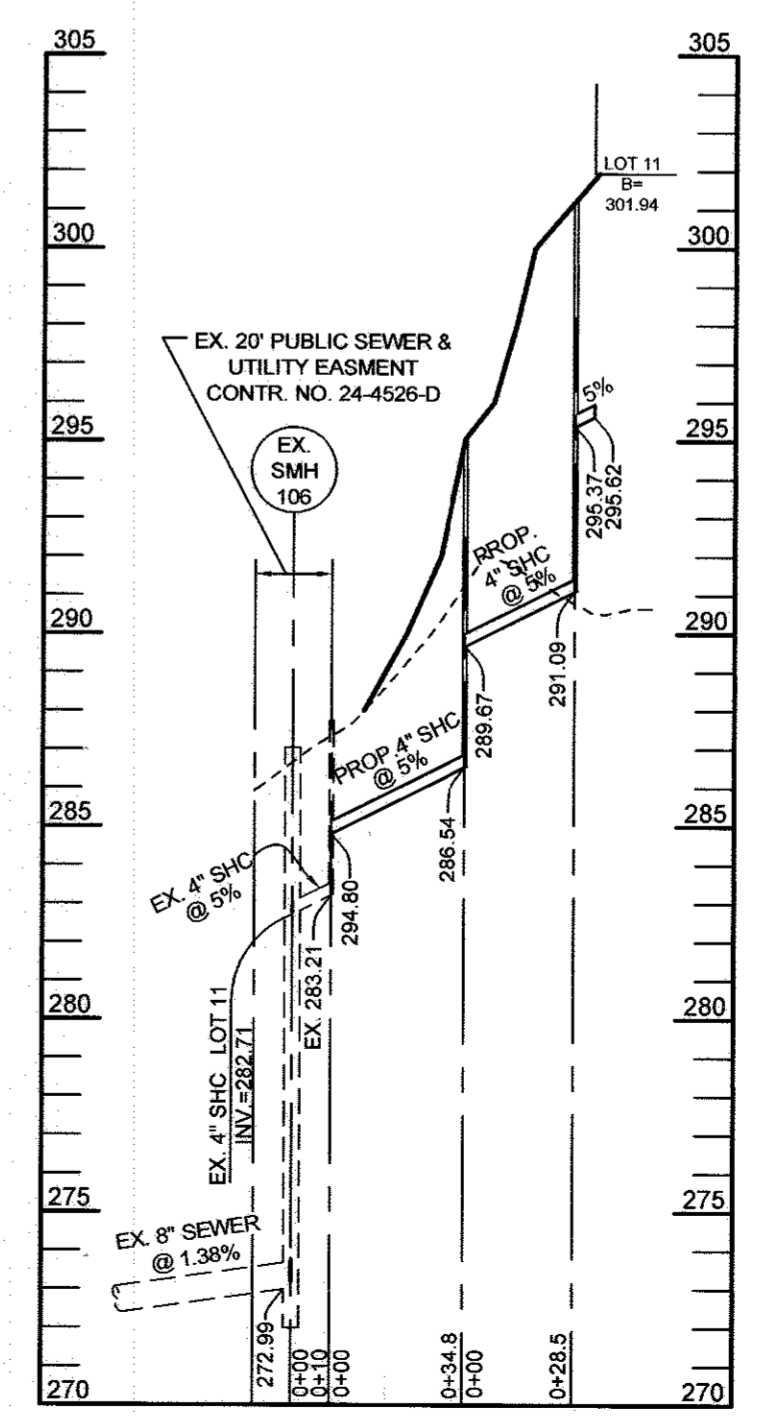 305
305
LOT 11
B=
301.94
300
300
EX. 20' PUBLIC SEWER &
UTILITY EASMENT
CONTR. NO. 24-4526-D
5%
295
295
EX.
SMH
106
295.37
295.62
PROP.
4" SHC
@ 5%
290
290
291.09
289.67
PROP.4" SHC
@ 5%
285
285
286.54
EX. 4" SHC
@ 5%
294.80
EX. 283.21
EX. 4" SHC LOT 11
INV.=282.71
280
280
275
275
EX. 8" SEWER
@ 1.38%
272.99
0+00
0+10
0+00
0+34.8
0+00
0+28.5
270
270